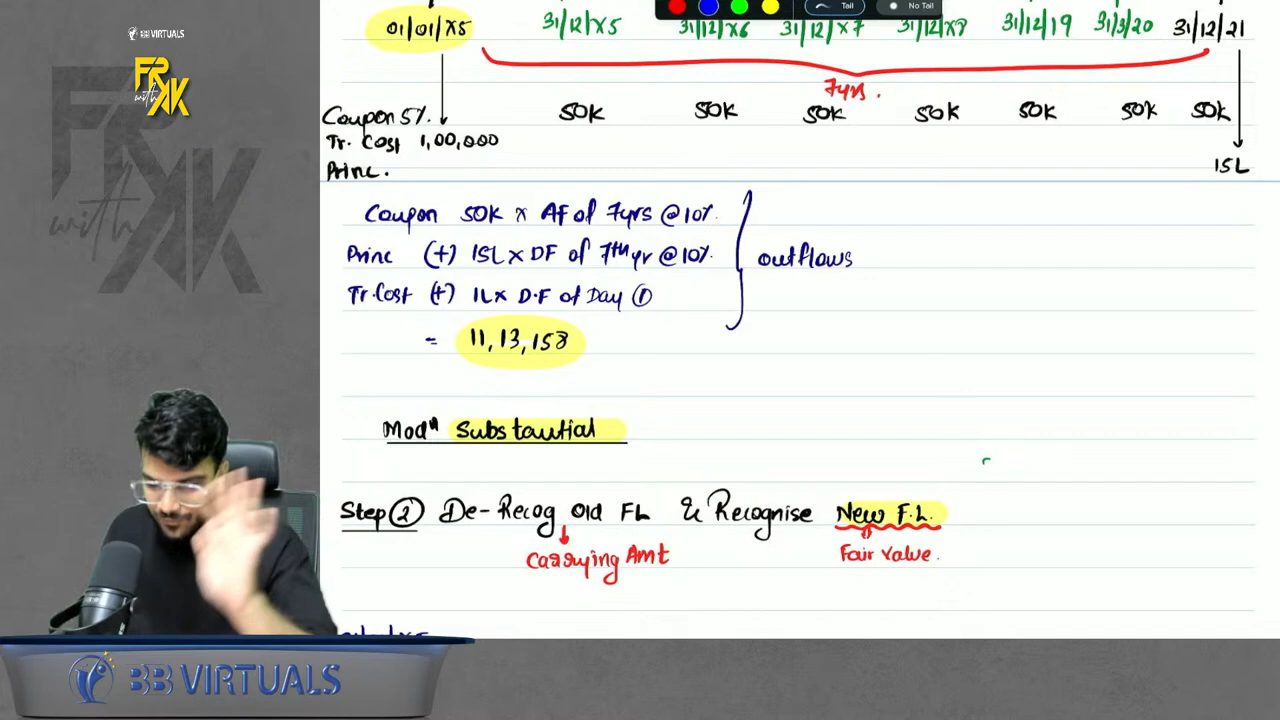 Tail
No Tail
BB VIRTUALS
FR
with
AK
01/01/X5 31/12/X5 31/12/X6 31/12/X7 31/12/X8 31/12/19 31/3/20 31/12/21
7yrs.
Coupon 5%. 50K 50K 50K 50K 50K 50K 50K
Tr. Cost 1,00,000
Princ. 15L
Coupon 50K x AF of 7yrs @10%.
Princ (+) 15L x DF of 7th yr @10%. outflows
Tr.Cost (+) 1L x D.F of Day 1
= 11,13,158
Modⁿ Substantial
Step 2 De-Recog Old FL & Recognise New F.L.
Carrying Amt Fair Value.
BB VIRTUALS